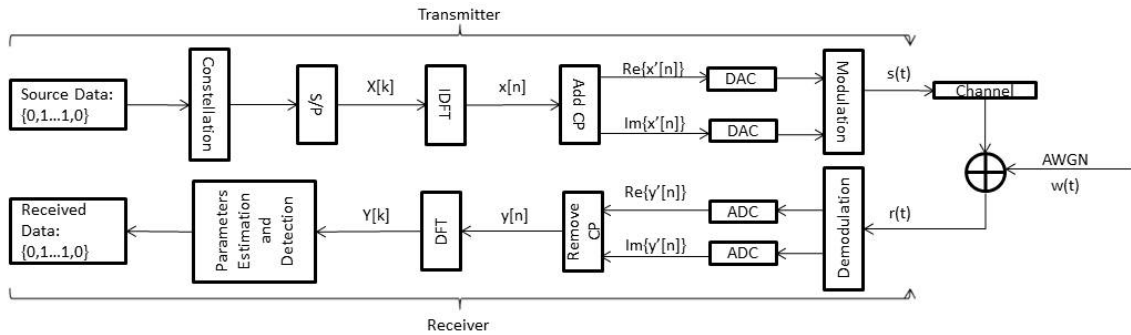 Transmitter
Source Data:
{0,1...1,0}
Constellation
S/P
X[k]
IDFT
x[n]
Add CP
Re{x'[n]}
Im{x'[n]}
DAC
DAC
Modulation
s(t)
Channel
AWGN
w(t)
r(t)
Demodulation
ADC
ADC
Re{y'[n]}
Im{y'[n]}
Remove
CP
y[n]
DFT
Y[k]
Parameters
Estimation
and
Detection
Received
Data:
{0,1...1,0}
Receiver